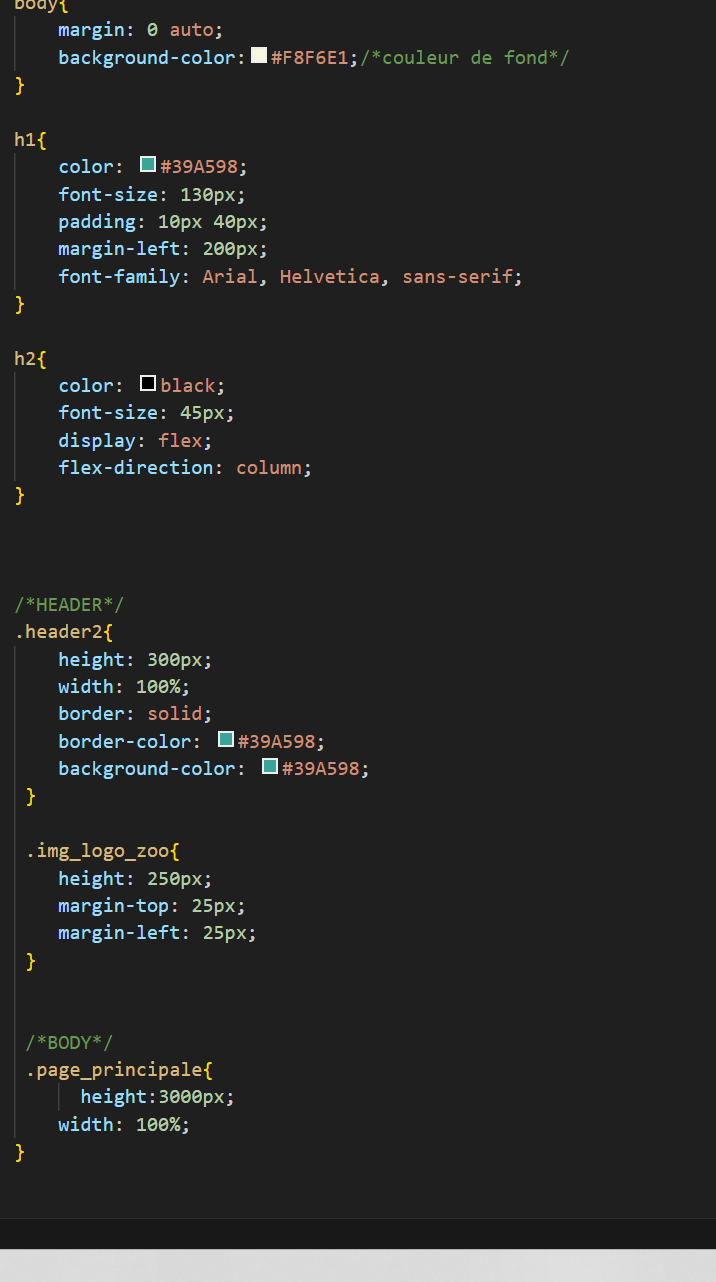 body{
margin: 0 auto;
background-color:#F8F6E1;/*couleur de fond*/
}
h1{
color: #39A598;
font-size: 130px;
padding: 10px 40px;
margin-left: 200px;
font-family: Arial, Helvetica, sans-serif;
}
h2{
color: black;
font-size: 45px;
display: flex;
flex-direction: column;
}
/*HEADER*/
.header2{
height: 300px;
width: 100%;
border: solid;
border-color: #39A598;
background-color: #39A598;
}
.img_logo_zoo{
height: 250px;
margin-top: 25px;
margin-left: 25px;
}
/*BODY*/
.page_principale{
height:3000px;
width: 100%;
}